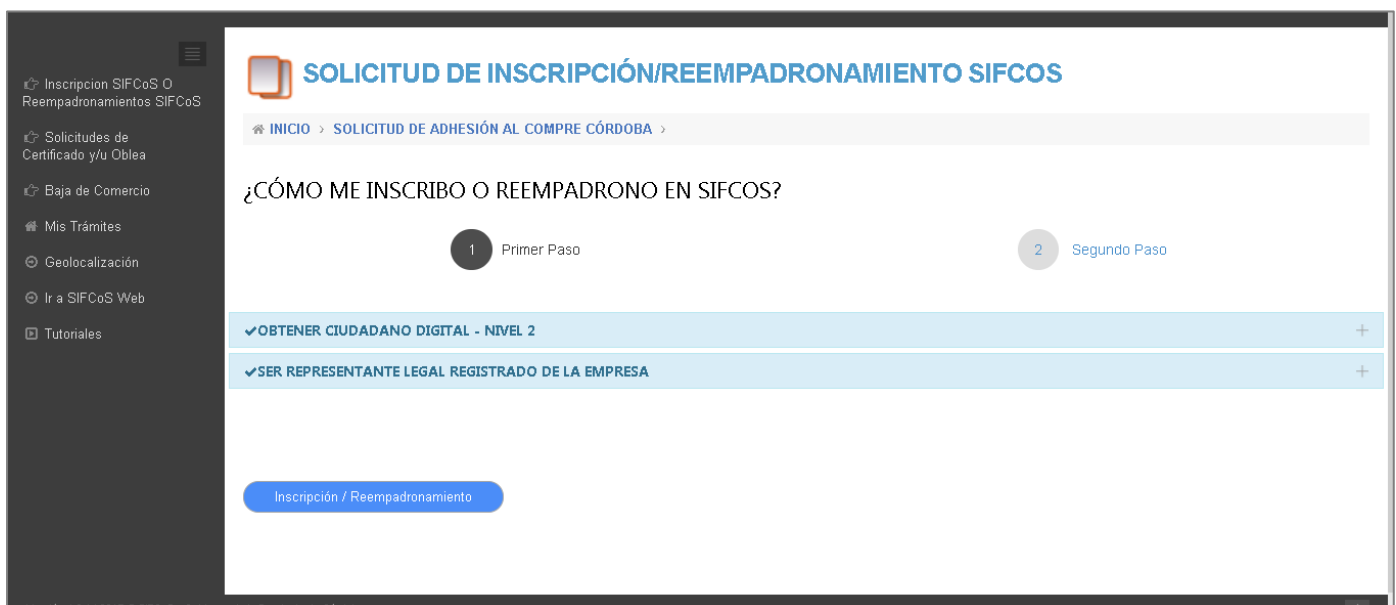 Inscripcion SIFCoS O
Reempadronamientos SIFCoS
Solicitudes de
Certificado y/u Oblea
Baja de Comercio
Mis Trámites
Geolocalización
Ir a SIFCoS Web
Tutoriales
SOLICITUD DE INSCRIPCIÓN/REEMPADRONAMIENTO SIFCOS
INICIO › SOLICITUD DE ADHESIÓN AL COMPRE CÓRDOBA ›
¿CÓMO ME INSCRIBO O REEMPADRONO EN SIFCOS?
1 Primer Paso
2 Segundo Paso
OBTENER CIUDADANO DIGITAL - NIVEL 2
SER REPRESENTANTE LEGAL REGISTRADO DE LA EMPRESA
Inscripción / Reempadronamiento